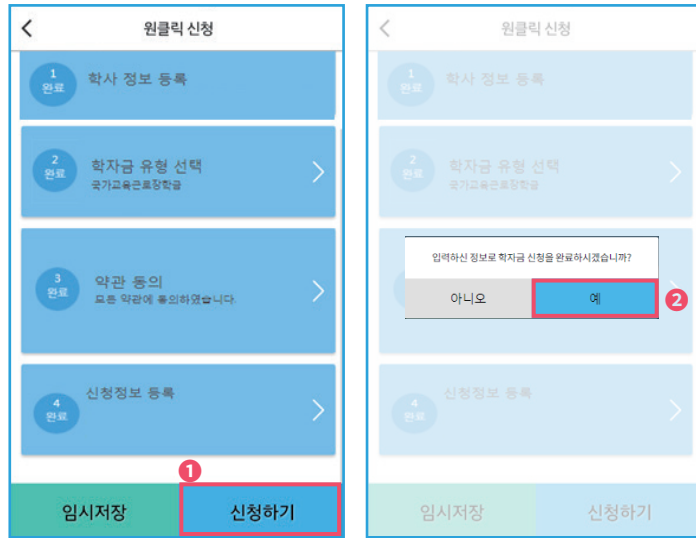 원클릭 신청
1
완료
학사 정보 등록
2
완료
학자금 유형 선택
국가교육근로장학금
3
완료
약관 동의
모든 약관에 동의하였습니다.
4
완료
신청정보 등록
1
임시저장
신청하기
원클릭 신청
1
완료
학사 정보 등록
2
완료
학자금 유형 선택
국가교육근로장학금
입력하신 정보로 학자금 신청을 완료하시겠습니까?
아니오
예
2
4
완료
신청정보 등록
임시저장
신청하기